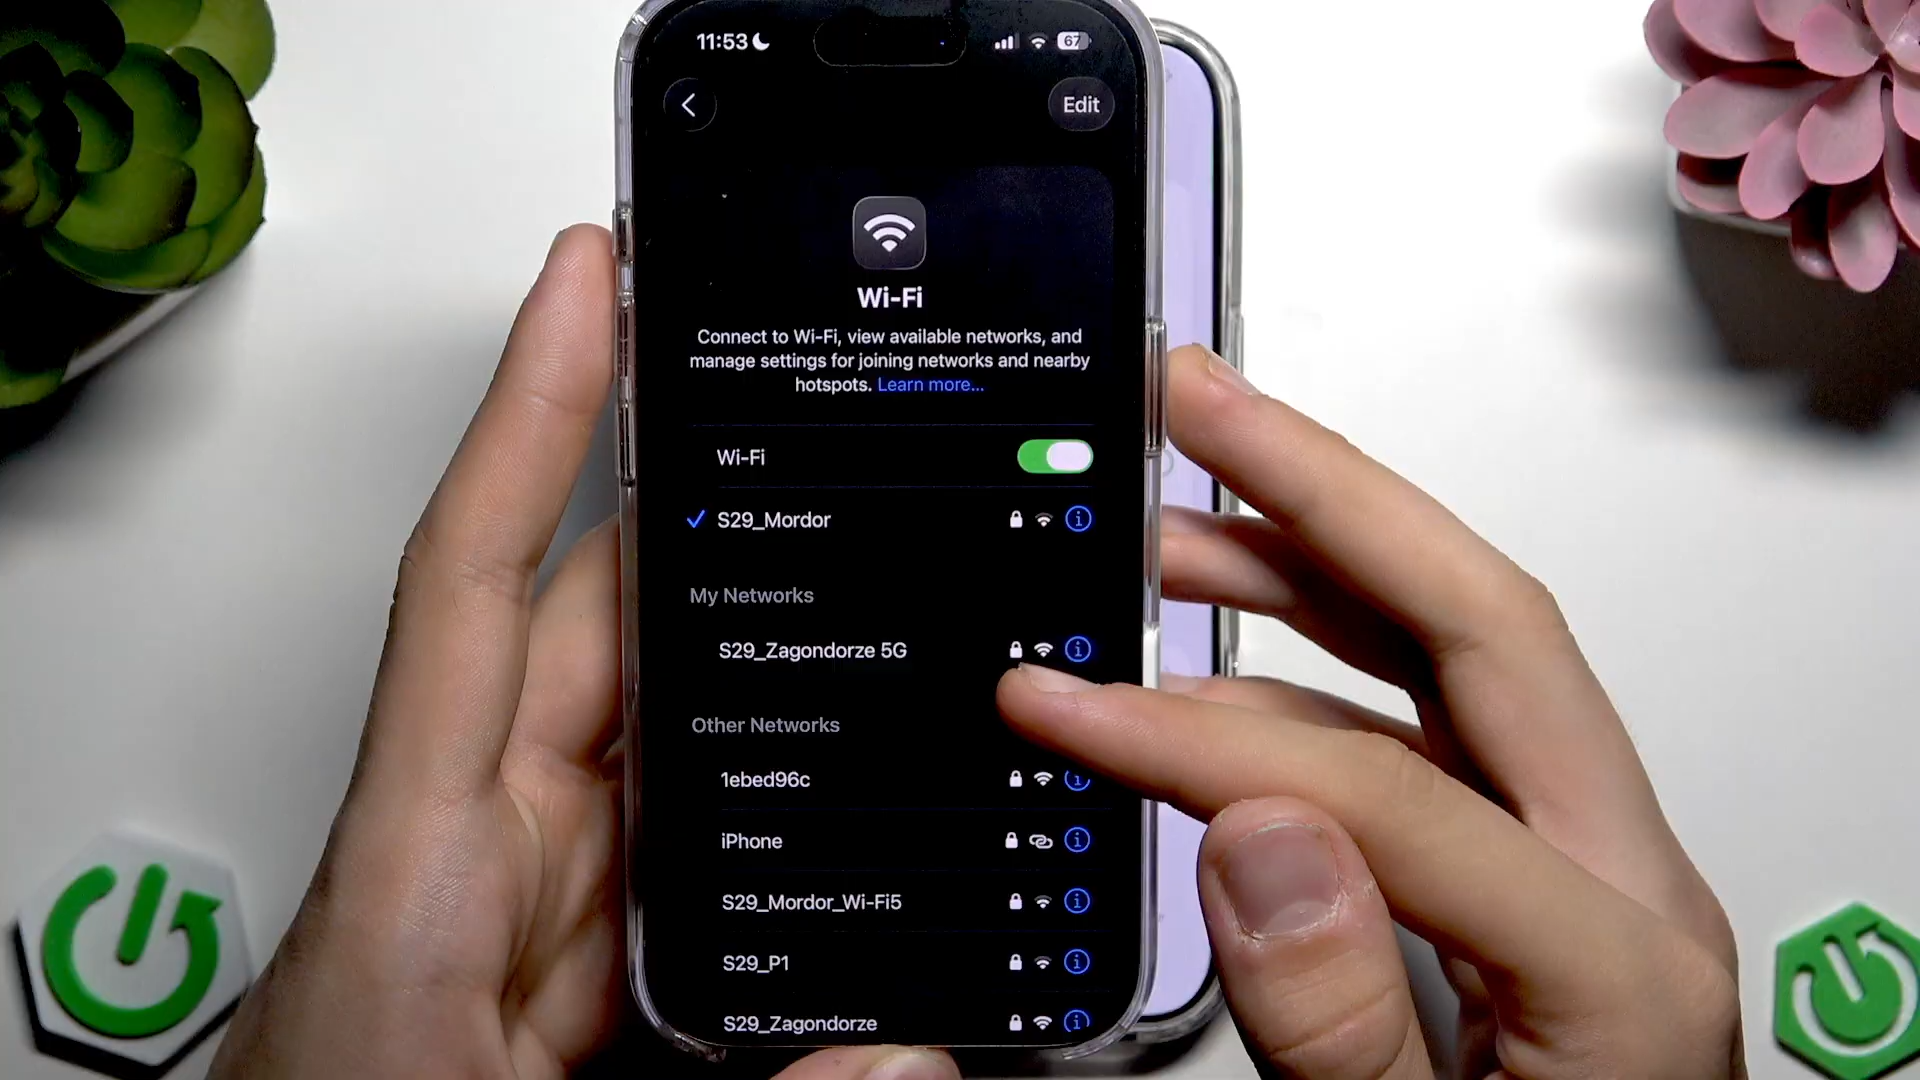 11:53
67
Edit
Wi-Fi
Connect to Wi-Fi, view available networks, and
manage settings for joining networks and nearby
hotspots. Learn more...
Wi-Fi
S29_Mordor
My Networks
S29_Zagondorze 5G
Other Networks
1ebed96c
iPhone
S29_Mordor_Wi-Fi5
S29_P1
S29_Zagondorze